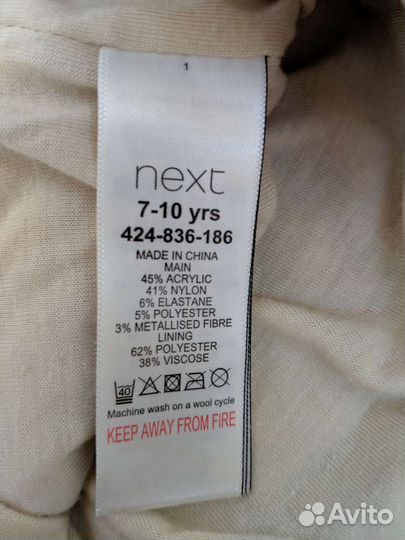 1
next
7-10 yrs
424-836-186
MADE IN CHINA
MAIN
45% ACRYLIC
41% NYLON
6% ELASTANE
5% POLYESTER
3% METALLISED FIBRE
LINING
62% POLYESTER
38% VISCOSE
40
Machine wash on a wool cycle
KEEP AWAY FROM FIRE
Avito